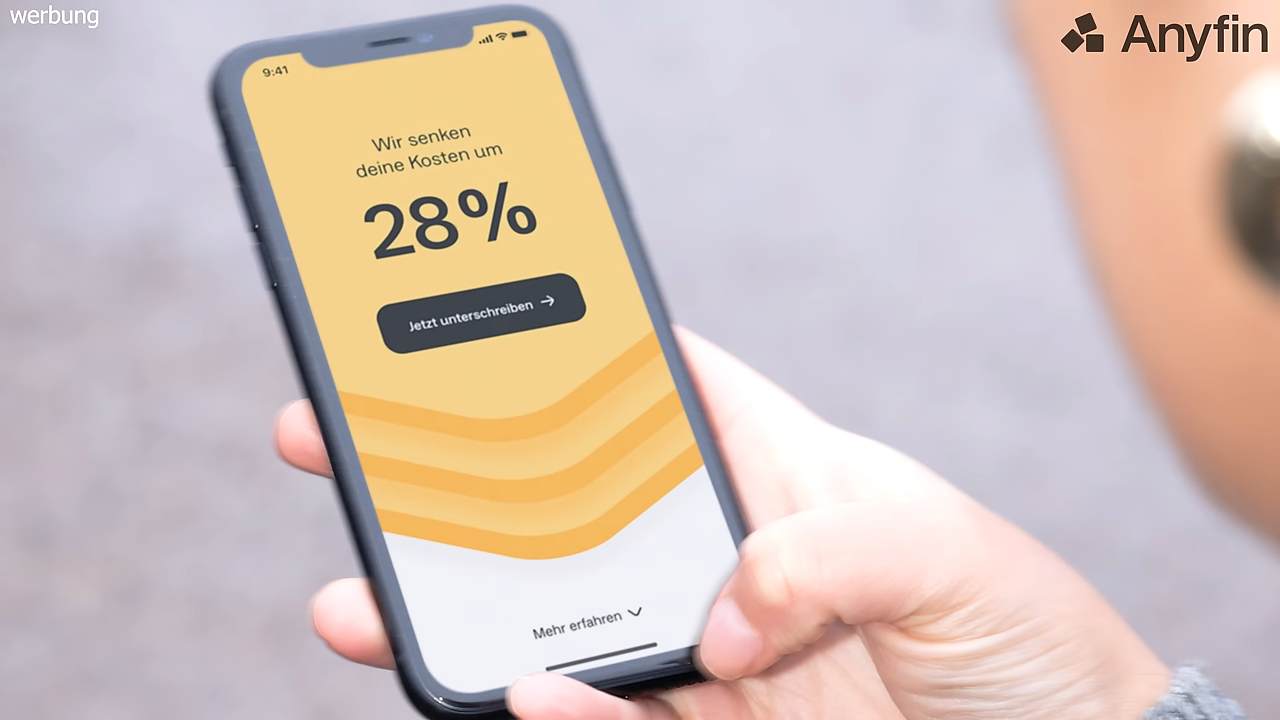 werbung
Anyfin
9:41
Wir senken
deine Kosten um
28%
Jetzt unterschreiben →
Mehr erfahren